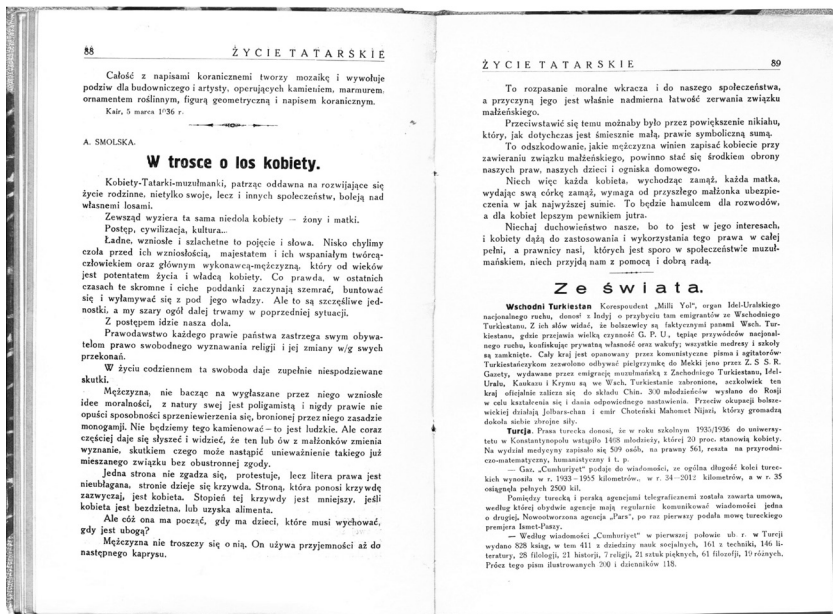 88
ŻYCIE TATARSKIE
Całość z napisami koranicznemi tworzy mozaikę i wywołuje
podziw dla budowniczego i artysty, operujących kamieniem, marmurem,
ornamentem roślinnym, figurą geometryczną i napisem koranicznym.
Kair, 5 marca 1936 r.
A. SMOLSKA.
W trosce o los kobiety.
Kobiety-Tatarki-muzułmanki, patrząc oddawna na rozwijające się
życie rodzinne, nietylko swoje, lecz i innych społeczeństw, boleją nad
własnemi losami.
Zewsząd wyziera ta sama niedola kobiety — żony i matki.
Postęp, cywilizacja, kultura...
Ładne, wzniosłe i szlachetne to pojęcie i słowa. Nisko chylimy
czoła przed ich wzniosłością, majestatem i ich wspaniałym twórcą-
człowiekiem oraz głównym wykonawcą-mężczyzną, który od wieków
jest potentatem życia i władcą kobiety. Co prawda, w ostatnich
czasach te skromne i ciche poddanki zaczynają szemrać, buntować
się i wyłamywać się z pod jego władzy. Ale to są szczęśliwe jed-
nostki, a my szary ogół dalej trwamy w poprzedniej sytuacji.
Z postępem idzie nasza dola.
Prawodawstwo każdego prawie państwa zastrzega swym obywa-
telom prawo swobodnego wyznawania religji i jej zmiany w/g swych
przekonań.
W życiu codziennem ta swoboda daje zupełnie niespodziewane
skutki.
Mężczyzna, nie bacząc na wygłaszane przez niego wzniosłe
idee moralności, z natury swej jest poligamistą i nigdy prawie nie
opuści sposobności sprzeniewierzenia się, bronionej przez niego zasadzie
monogamji. Nie będziemy tego kamienować — to jest ludzkie. Ale coraz
częściej daje się słyszeć i widzieć, że ten lub ów z małżonków zmienia
wyznanie, skutkiem czego może nastąpić unieważnienie takiego już
mieszanego związku bez obustronnej zgody.
Jedna strona nie zgadza się, protestuje, lecz litera prawa jest
nieubłagana, stronie dzieje się krzywda. Stroną, która ponosi krzywdę
zazwyczaj, jest kobieta. Stopień tej krzywdy jest mniejszy, jeśli
kobieta jest bezdzietna, lub uzyska alimenta.
Ale cóż ona ma począć, gdy ma dzieci, które musi wychować,
gdy jest ubogą?
Mężczyzna nie troszczy się o nią. On używa przyjemności aż do
następnego kaprysu.
ŻYCIE TATARSKIE
89
To rozpasanie moralne wkracza i do naszego społeczeństwa,
a przyczyną jego jest właśnie nadmierna łatwość zerwania związku
małżeńskiego.
Przeciwstawić się temu możnaby było przez powiększenie nikiahu,
który, jak dotychczas jest śmiesznie małą, prawie symboliczną sumą.
To odszkodowanie, jakie mężczyzna winien zapisać kobiecie przy
zawieraniu związku małżeńskiego, powinno stać się środkiem obrony
naszych praw, naszych dzieci i ogniska domowego.
Niech więc każda kobieta, wychodząc zamąż, każda matka,
wydając swą córkę zamąż, wymaga od przyszłego małżonka ubezpie-
czenia w jak najwyższej sumie. To będzie hamulcem dla rozwodów,
a dla kobiet lepszym pewnikiem jutra.
Niechaj duchowieństwo nasze, bo to jest w jego interesach,
i kobiety dążą do zastosowania i wykorzystania tego prawa w całej
pełni, a prawnicy nasi, których jest sporo w społeczeństwie muzuł-
mańskiem, niech przyjdą nam z pomocą i dobrą radą.
Ze świata.
Wschodni Turkiestan Korespondent „Milli Yol", organ Idel-Uralskiego
nacjonalnego ruchu, donosi z Indyj o przybyciu tam emigrantów ze Wschodniego
Turkiestanu. Z ich słów widać, że bolszewicy są faktycznymi panami Wsch. Tur-
kiestanu, gdzie przejawia wielką czynność G. P. U., tępiąc przywódców nacjonal-
nego ruchu, konfiskując prywatną własność oraz wakufy; wszystkie medresy i szkoły
są zamknięte. Cały kraj jest opanowany przez komunistyczne pisma i agitatorów-
Turkiestańczykom zezwolono odbywać pielgrzymkę do Mekki jeno przez Z. S S. R.
Gazety, wydawane przez emigrację muzułmańską z Zachodniego Turkiestanu, Idel-
Uralu, Kaukazu i Krymu są we Wsch. Turkiestanie zabronione, aczkolwiek ten
kraj oficjalnie zalicza się do składu Chin. 300 młodzieńców wysłano do Rosji
w celu kształcenia się i dania odpowiedniego nastawienia. Przeciw okupacji bolsze-
wickiej działają Jolbars-chan i emir Choteński Mahomet Nijazi, którzy gromadzą
dokoła siebie zbrojne siły.
Turcja. Prasa turecka donosi, że w roku szkolnym 1935/1936 do uniwersy-
tetu w Konstantynopolu wstąpiło 1468 młodzieży, której 20 proc. stanowią kobiety.
Na wydział medycyny zapisało się 509 osób, na prawny 561, reszta na przyrodni-
czo-matematyczny, humanistyczny i t. p.
— Gaz. „Cumhuriyet" podaje do wiadomości, że ogólna długość kolei turec-
kich wynosiła w r. 1933 — 1955 kilometrów., w r. 34—2012 kilometrów, a w r. 35
osiągnęła pełnych 2500 kil.
Pomiędzy turecką i perską agencjami telegraficznemi została zawarta umowa,
według której obydwie agencje mają regularnie komunikować wiadomości jedna
o drugiej. Nowootworzona agencja „Pars", po raz pierwszy podała mowę tureckiego
premjera Ismet-Paszy.
— Według wiadomości „Cumhuriyet" w pierwszej połowie ub. r. w Turcji
wydano 828 ksiąg, w tem 411 z dziedziny nauk socjalnych, 161 z techniki, 146 li-
teratury, 28 filologji, 21 historji, 7 religji, 21 sztuk pięknych, 61 filozofji, 19 różnych.
Prócz tego pism ilustrowanych 200 i dzienników 118.